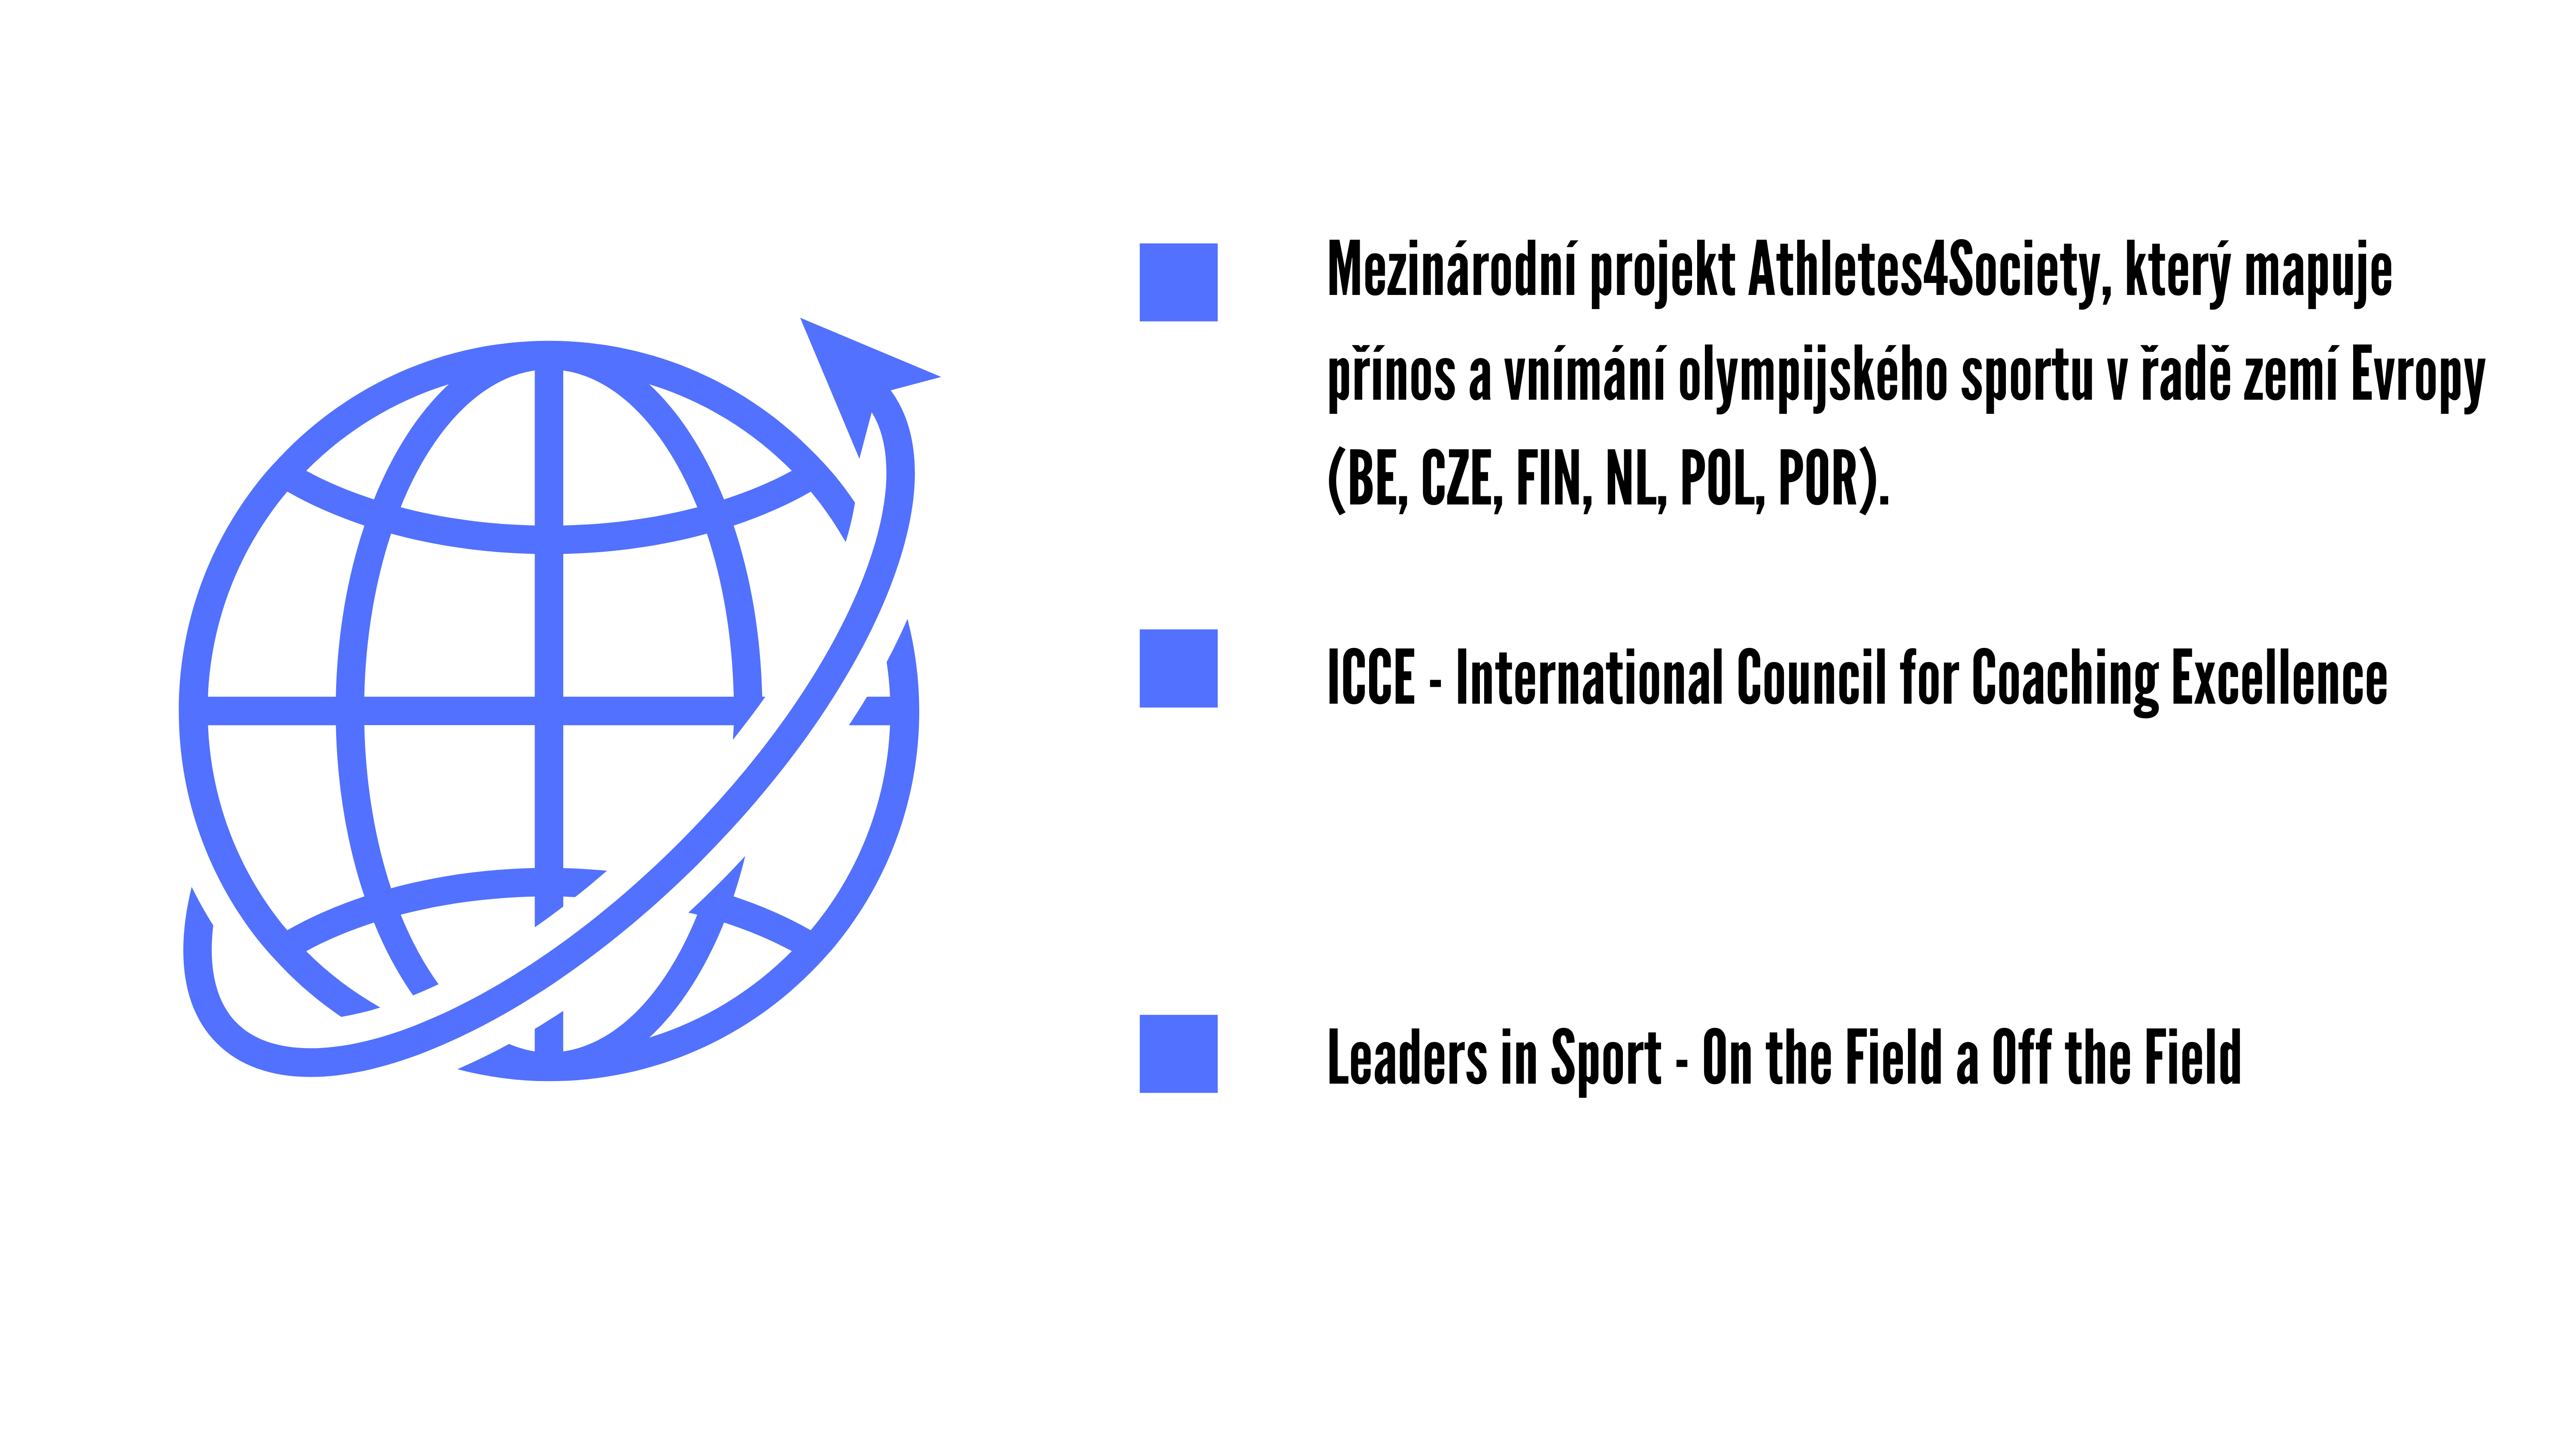 Mezinárodní projekt Athletes4Society, který mapuje
přínos a vnímání olympijského sportu v řadě zemí Evropy
(BE, CZE, FIN, NL, POL, POR).
ICCE - International Council for Coaching Excellence
Leaders in Sport - On the Field a Off the Field